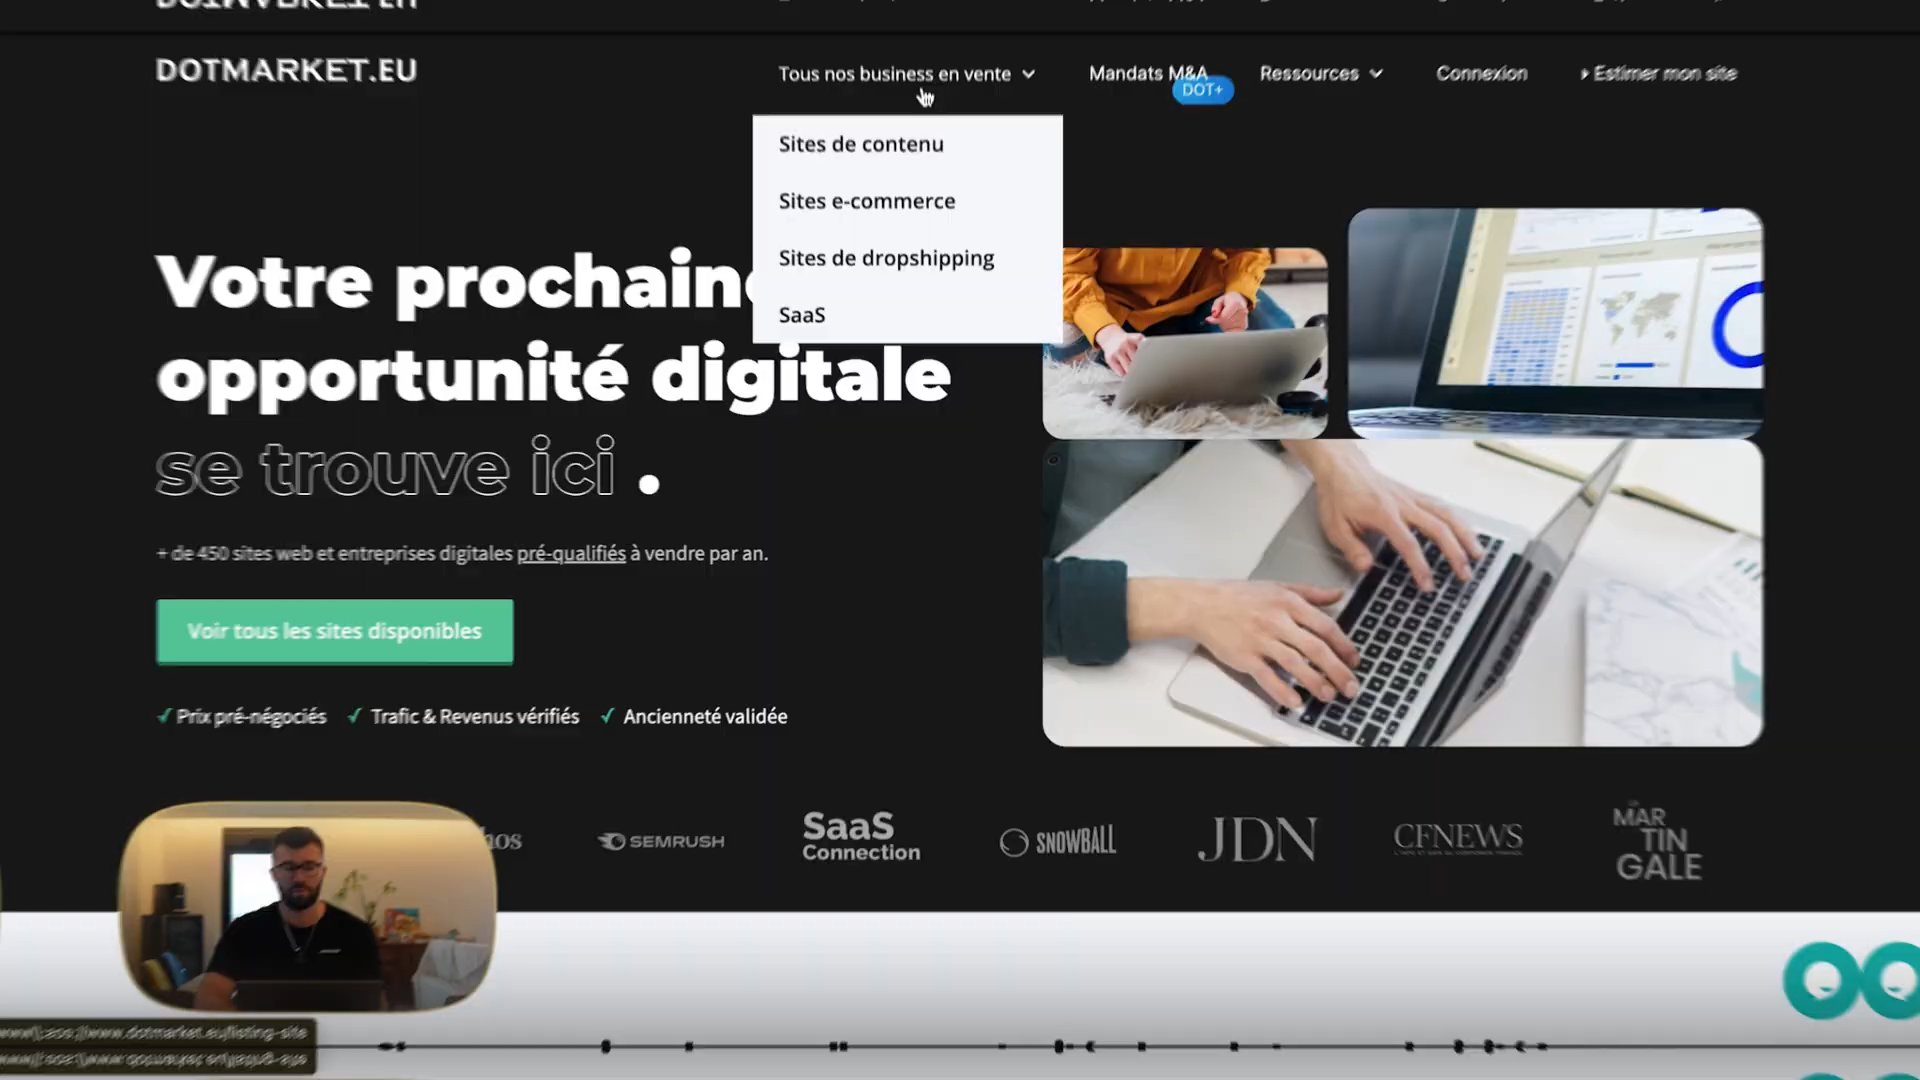 DOTMARKET.EU
Tous nos business en vente
Mandats M&A
DOT+
Ressources
Connexion
Estimer mon site
Sites de contenu
Sites e-commerce
Sites de dropshipping
SaaS
Votre prochaine
opportunité digitale
se trouve ici .
+ de 450 sites web et entreprises digitales pré-qualifiés à vendre par an.
Voir tous les sites disponibles
✓ Prix pré-négociés ✓ Trafic & Revenus vérifiés ✓ Ancienneté validée
SEMRUSH
SaaS
Connection
SNOWBALL
JDN
CFNEWS
MAR
TIN
GALE